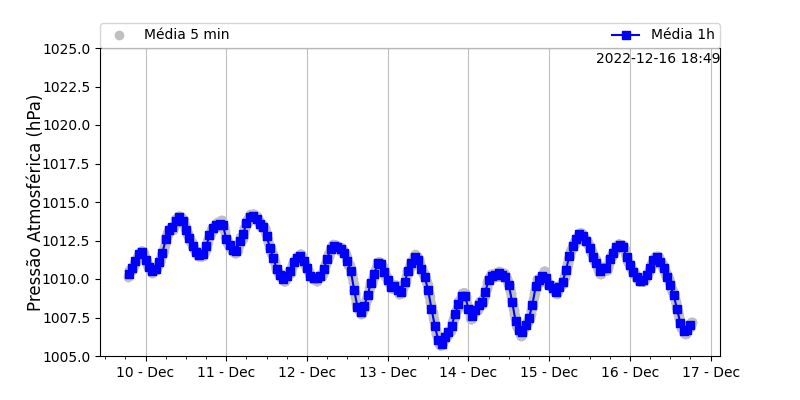 Média 5 min
Média 1h
2022-12-16 18:49
Pressão Atmosférica (hPa)
1025.0
1022.5
1020.0
1017.5
1015.0
1012.5
1010.0
1007.5
1005.0
10 - Dec
11 - Dec
12 - Dec
13 - Dec
14 - Dec
15 - Dec
16 - Dec
17 - Dec